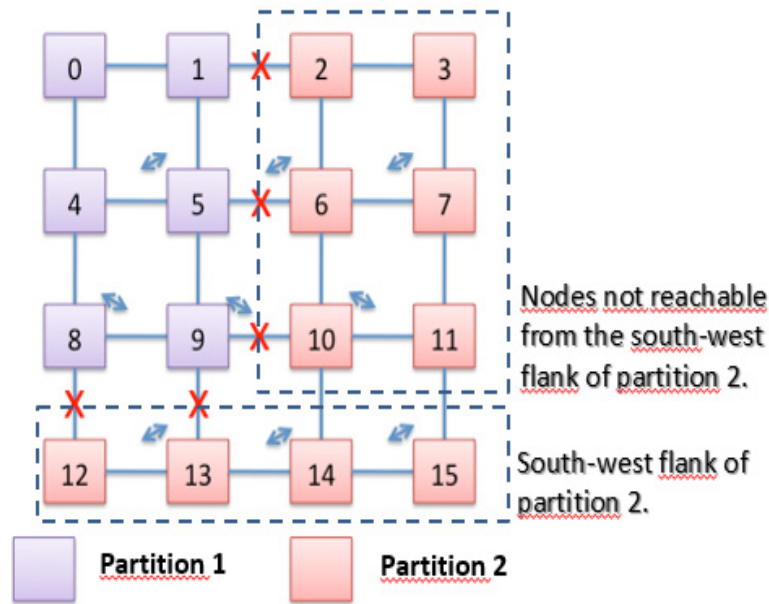 0 1 2 3
4 5 6 7
Nodes not reachable
from the south-west
flank of partition 2.
8 9 10 11
12 13 14 15
South-west flank of
partition 2.
Partition 1
Partition 2